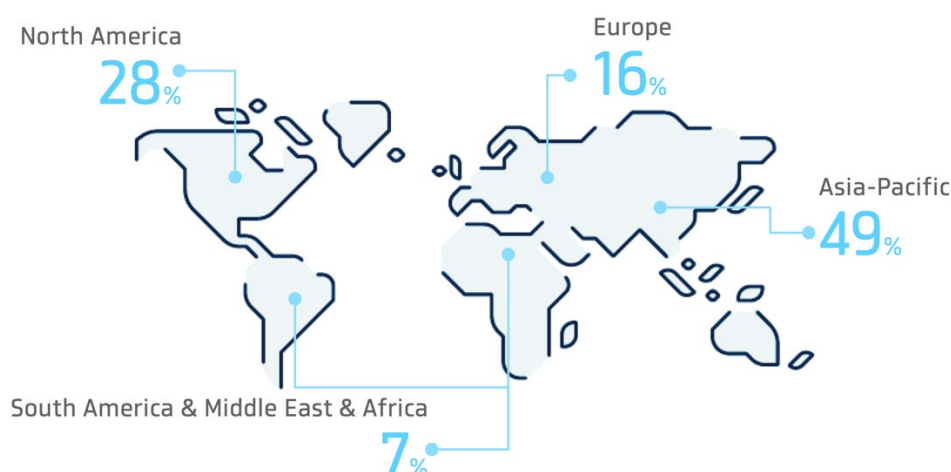 North America
28%
Europe
16%
Asia-Pacific
49%
South America & Middle East & Africa
7%